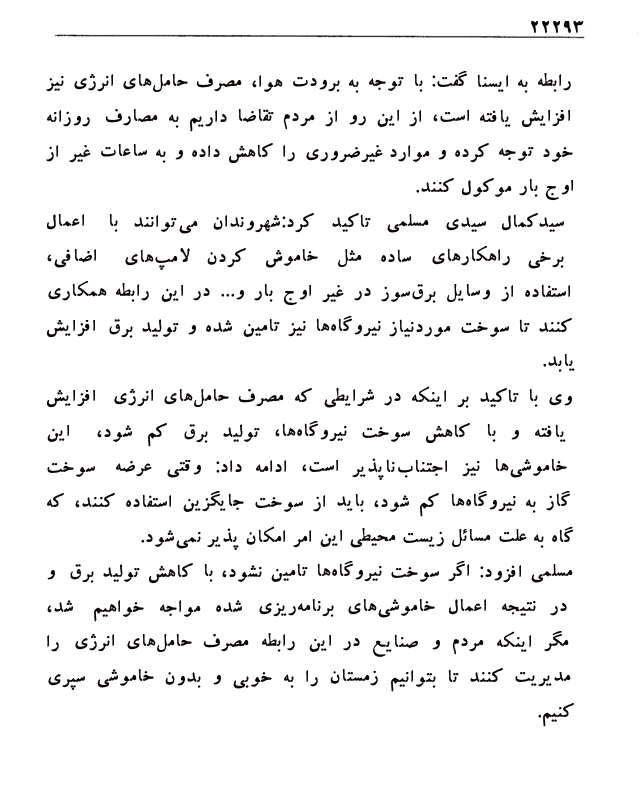 ۲۲۲۹۳
رابطه به ایسنا گفت: با توجه به برودت هوا، مصرف حامل‌های انرژی نیز
افزایش یافته است، از این رو از مردم تقاضا داریم به مصارف روزانه
خود توجه کرده و موارد غیرضروری را کاهش داده و به ساعات غیر از
اوج بار موکول کنند.
سیدکمال سیدی مسلمی تاکید کرد:شهروندان می‌توانند با اعمال
برخی راهکارهای ساده مثل خاموش کردن لامپ‌های اضافی،
استفاده از وسایل برق‌سوز در غیر اوج بار و... در این رابطه همکاری
کنند تا سوخت موردنیاز نیروگاه‌ها نیز تامین شده و تولید برق افزایش
یابد.
وی با تاکید بر اینکه در شرایطی که مصرف حامل‌های انرژی افزایش
یافته و با کاهش سوخت نیروگاه‌ها، تولید برق کم شود، این
خاموشی‌ها نیز اجتناب‌ناپذیر است، ادامه داد: وقتی عرضه سوخت
گاز به نیروگاه‌ها کم شود، باید از سوخت جایگزین استفاده کنند، که
گاه به علت مسائل زیست محیطی این امر امکان پذیر نمی‌شود.
مسلمی افزود: اگر سوخت نیروگاه‌ها تامین نشود، با کاهش تولید برق و
در نتیجه اعمال خاموشی‌های برنامه‌ریزی شده مواجه خواهیم شد،
مگر اینکه مردم و صنایع در این رابطه مصرف حامل‌های انرژی را
مدیریت کنند تا بتوانیم زمستان را به خوبی و بدون خاموشی سپری
کنیم.